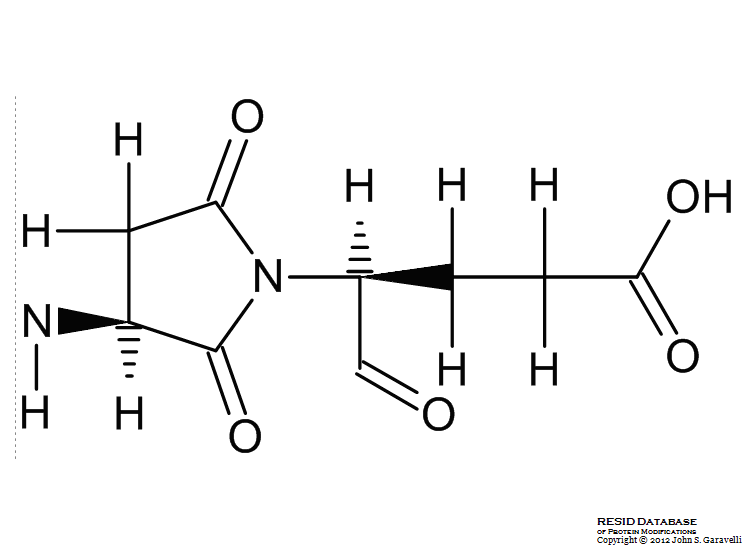 O
H
H H H OH
H
N
N
O
H H
H H
O
O
RESID DATABASE
OF PROTEIN MODIFICATIONS
Copyright © 2012 John S. Garavelli